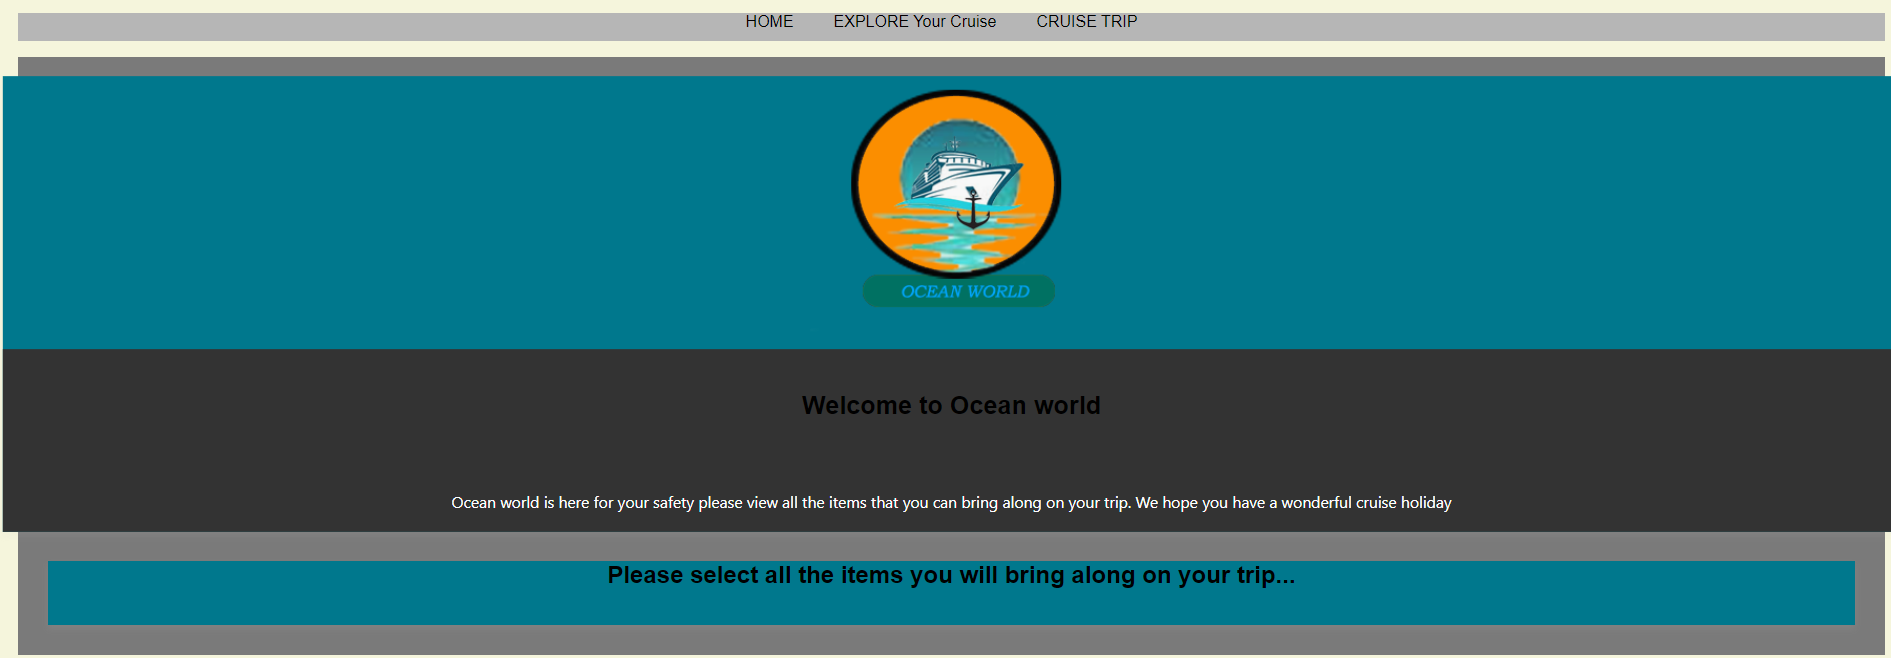 HOME EXPLORE Your Cruise CRUISE TRIP
OCEAN WORLD
Welcome to Ocean world
Ocean world is here for your safety please view all the items that you can bring along on your trip. We hope you have a wonderful cruise holiday
Please select all the items you will bring along on your trip...